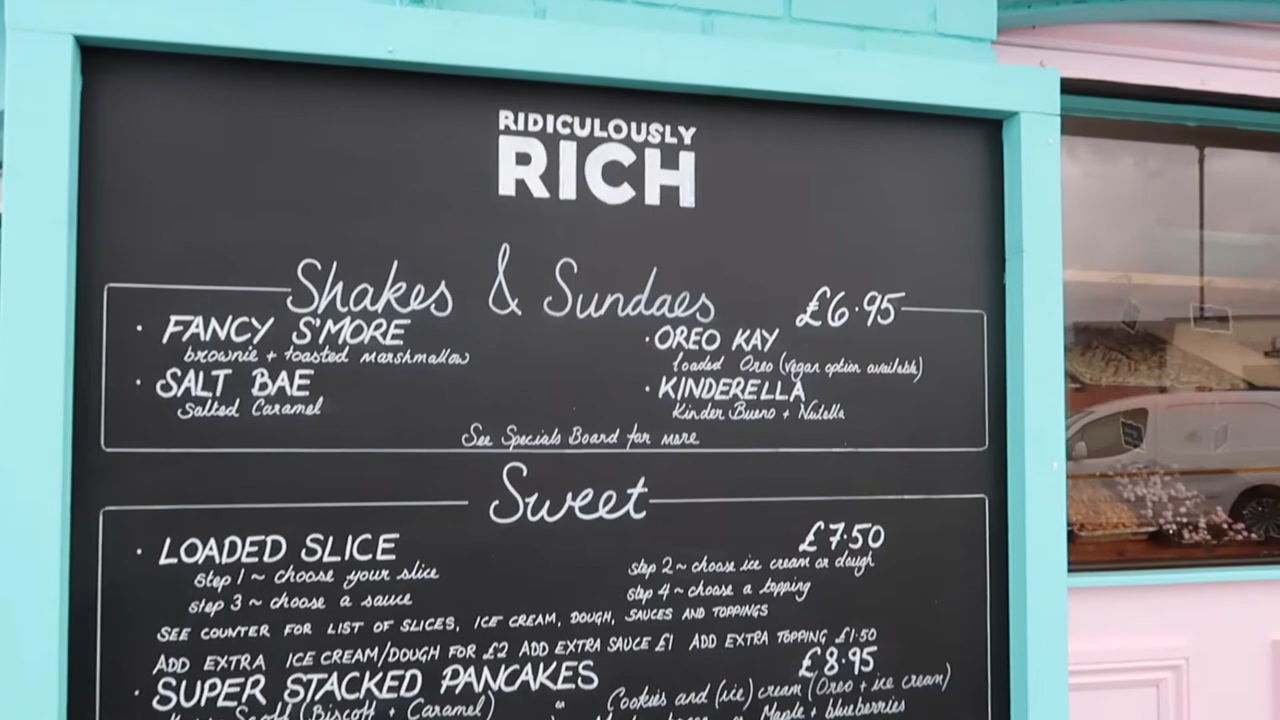 RIDICULOUSLY
RICH
Shakes & Sundaes £6.95
· FANCY S'MORE
brownie + toasted marshmallow
· SALT BAE
Salted Caramel
· OREO KAY
loaded Oreo (vegan option available)
· KINDERELLA
Kinder Bueno + Nutella
See Specials Board for more
Sweet
· LOADED SLICE £7.50
step 1 ~ choose your slice
step 2 ~ choose ice cream or dough
step 3 ~ choose a sauce
step 4 ~ choose a topping
SEE COUNTER FOR LIST OF SLICES, ICE CREAM, DOUGH, SAUCES AND TOPPINGS
ADD EXTRA ICE CREAM/DOUGH FOR £2 ADD EXTRA SAUCE £1 ADD EXTRA TOPPING £1.50
· SUPER STACKED PANCAKES £8.95
Cookies and (ice) cream (Oreo + ice cream)
(Biscoff + Caramel) or
Maple + blueberries